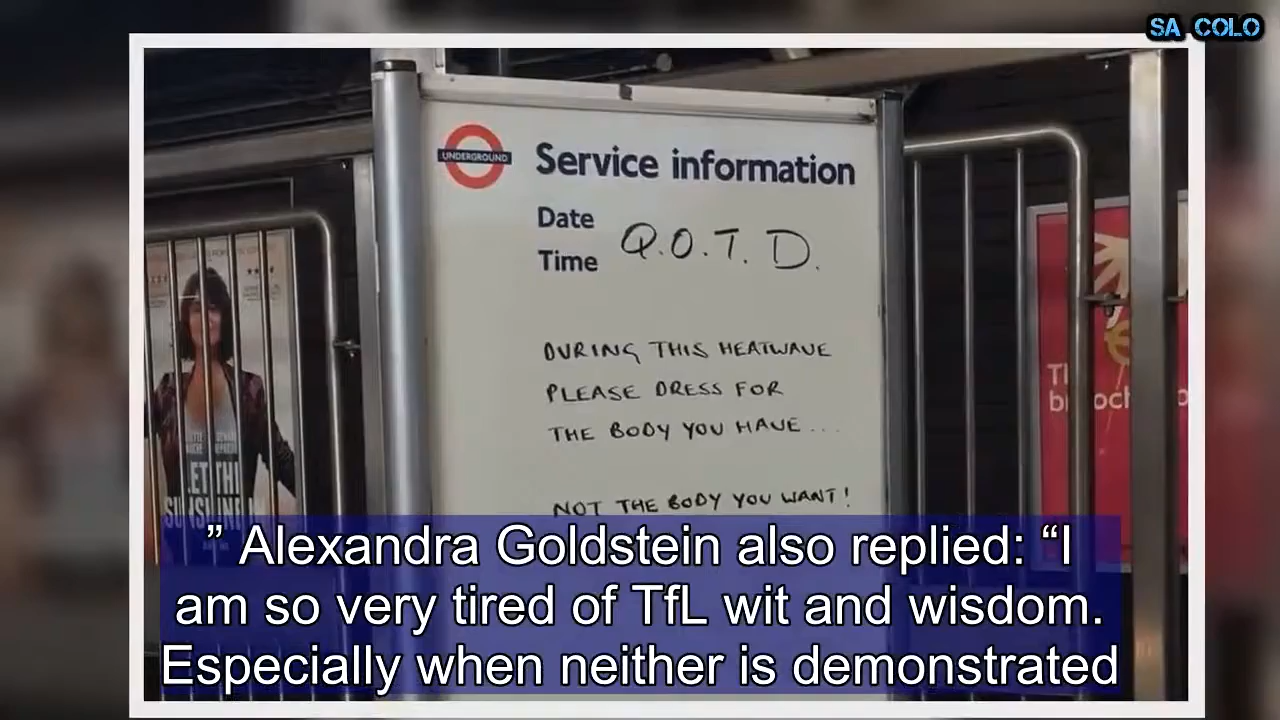 SA COLO
UNDERGROUND
Service information
Date
Time
Q.O.T.D.
DURING THIS HEATWAVE
PLEASE DRESS FOR
THE BODY YOU HAVE...
NOT THE BODY YOU WANT!
” Alexandra Goldstein also replied: “I
am so very tired of TfL wit and wisdom.
Especially when neither is demonstrated